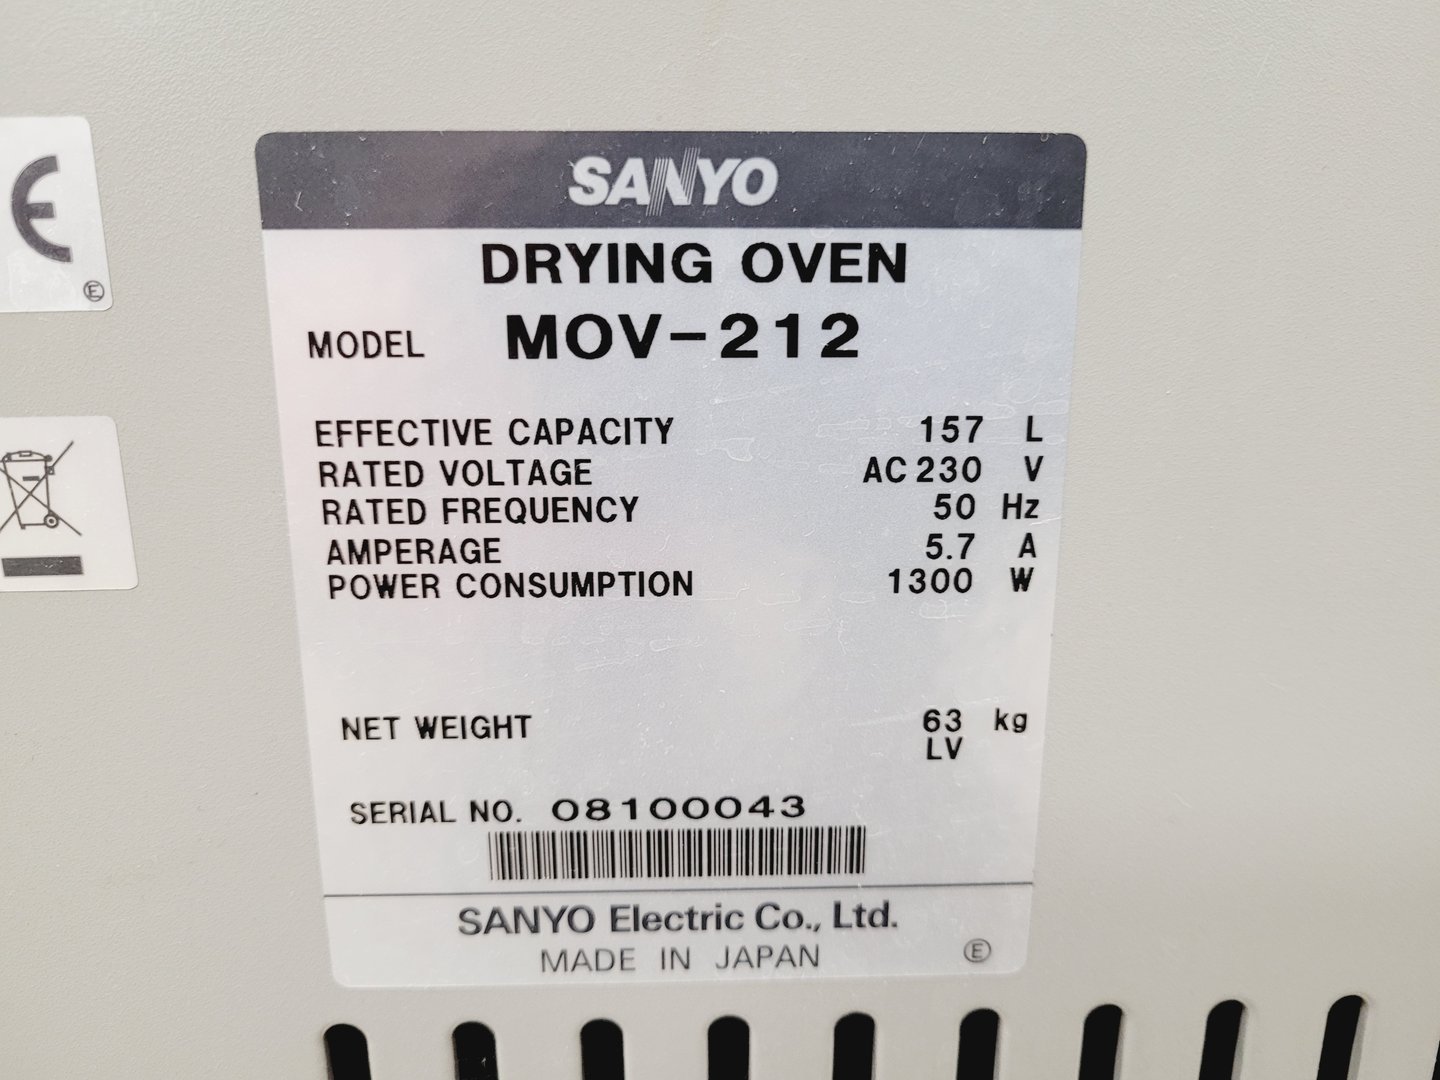 CE
E
SANYO
DRYING OVEN
MODEL MOV-212
EFFECTIVE CAPACITY 157 L
RATED VOLTAGE AC 230 V
RATED FREQUENCY 50 Hz
AMPERAGE 5.7 A
POWER CONSUMPTION 1300 W
NET WEIGHT 63 kg
LV
SERIAL NO. 08100043
SANYO Electric Co., Ltd.
MADE IN JAPAN E